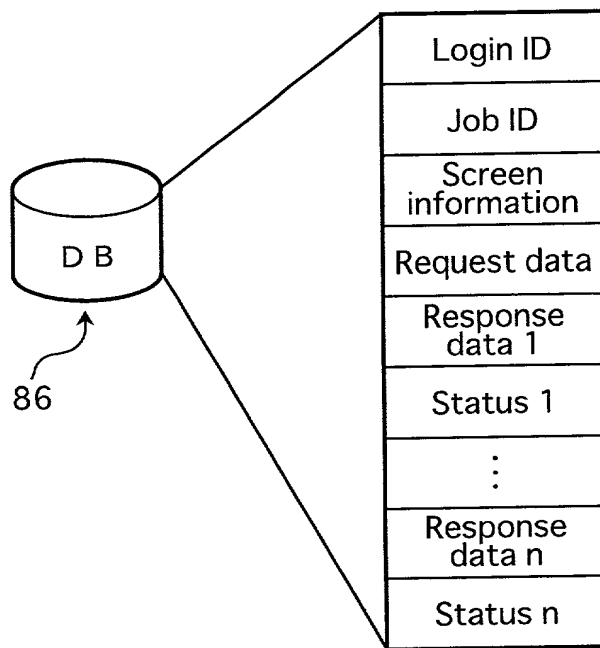 Login ID
Job ID
Screen
information
Request data
Response
data 1
Status 1
⋮
Response
data n
Status n
D B
86